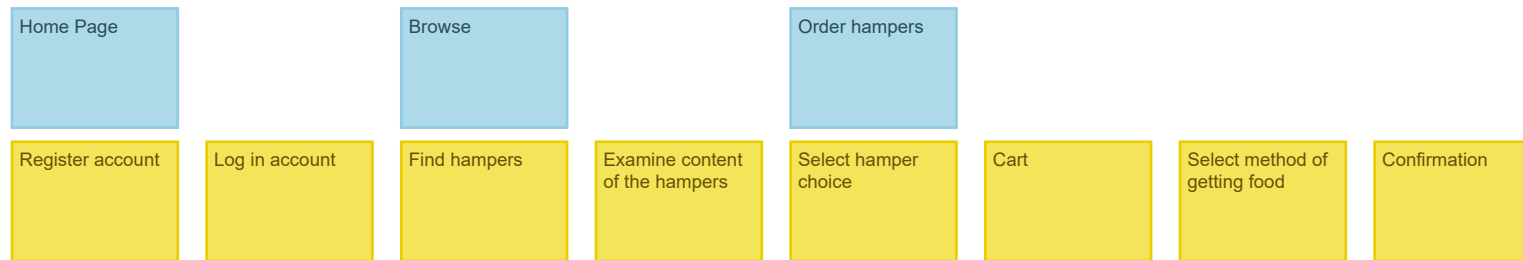 Home Page
Browse
Order hampers
Register account
Log in account
Find hampers
Examine content
of the hampers
Select hamper
choice
Cart
Select method of
getting food
Confirmation